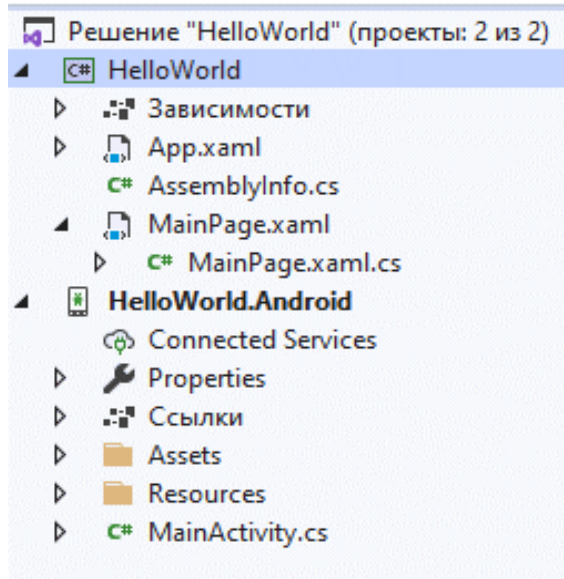 Решение "HelloWorld" (проекты: 2 из 2)
C# HelloWorld
Зависимости
App.xaml
C# AssemblyInfo.cs
MainPage.xaml
C# MainPage.xaml.cs
HelloWorld.Android
Connected Services
Properties
Ссылки
Assets
Resources
C# MainActivity.cs